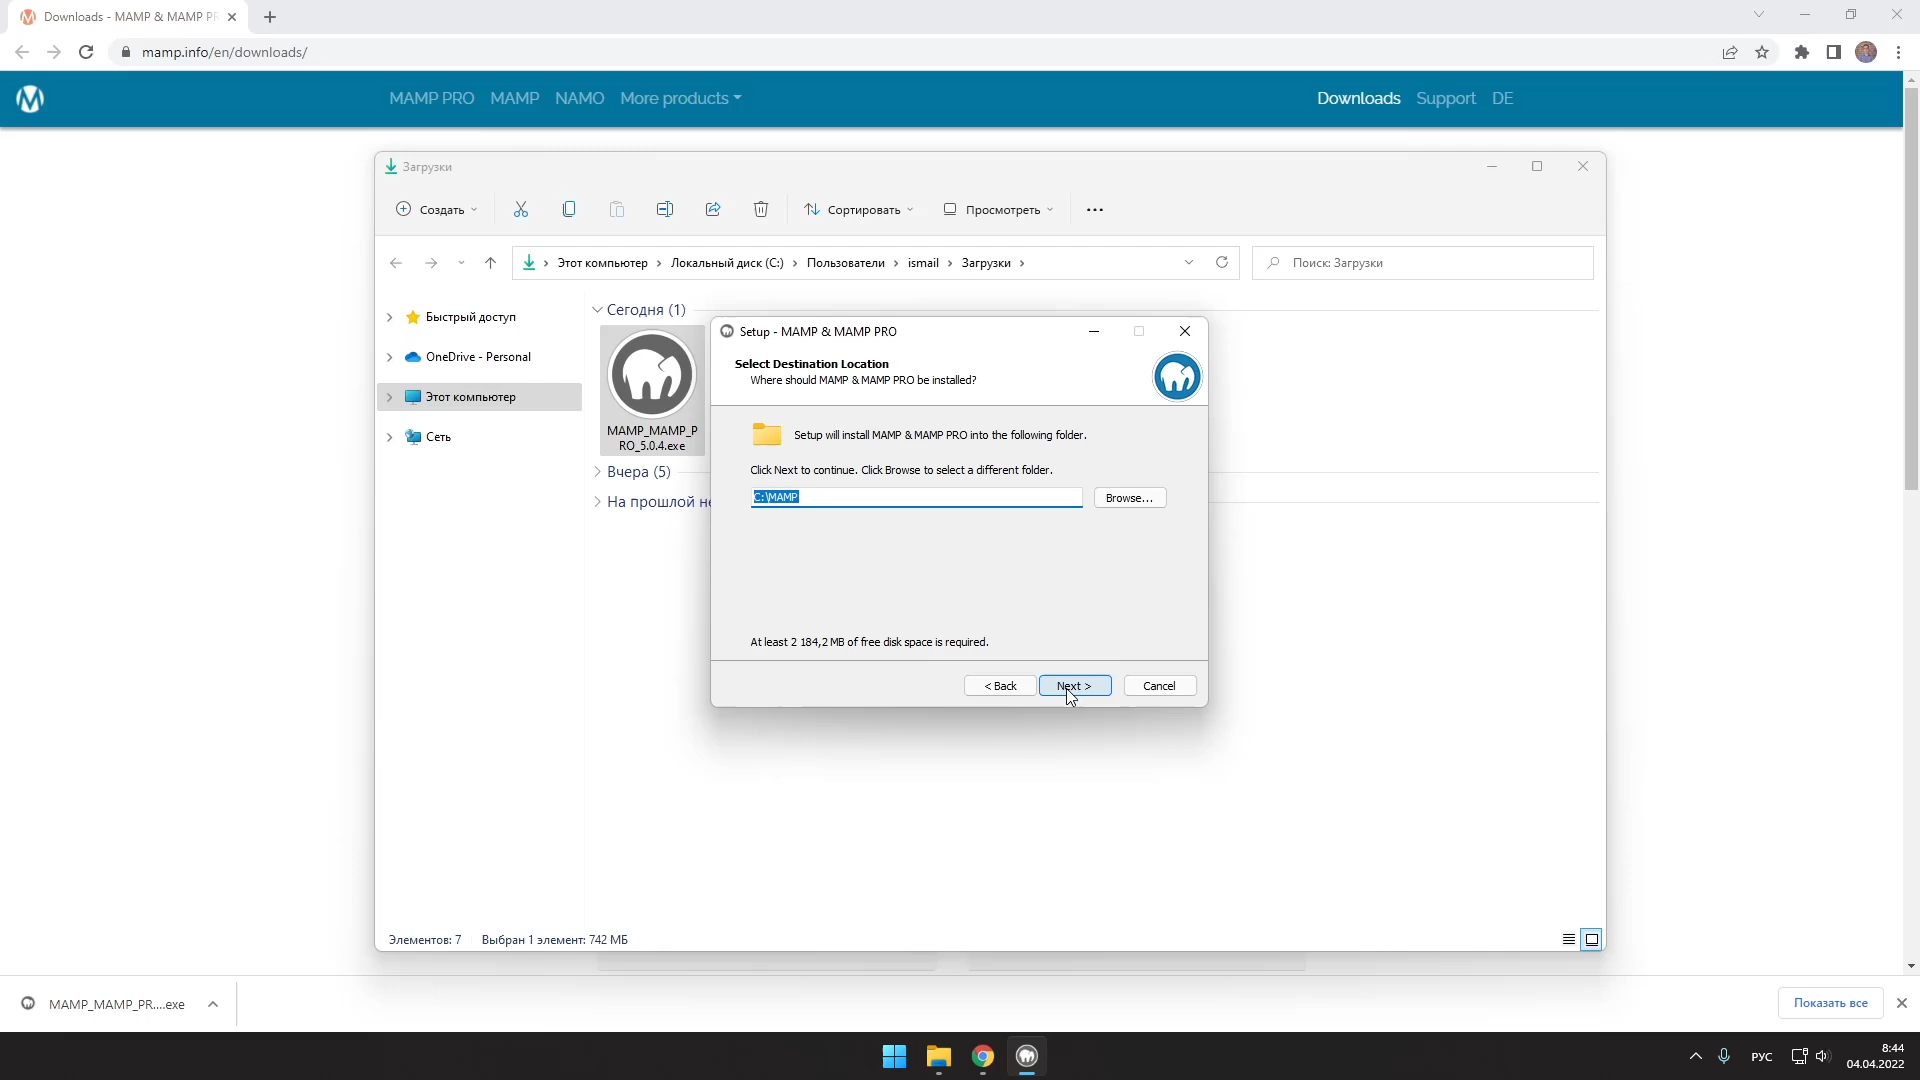 Downloads - MAMP & MAMP PR
mamp.info/en/downloads/
MAMP PRO MAMP NAMO More products Downloads Support DE
Загрузки
Создать Сортировать Просмотреть
Этот компьютер Локальный диск (C:) Пользователи ismail Загрузки
Поиск: Загрузки
Быстрый доступ
OneDrive - Personal
Этот компьютер
Сеть
Сегодня (1)
MAMP_MAMP_P
RO_5.0.4.exe
Вчера (5)
На прошлой не
Setup - MAMP & MAMP PRO
Select Destination Location
Where should MAMP & MAMP PRO be installed?
Setup will install MAMP & MAMP PRO into the following folder.
Click Next to continue. Click Browse to select a different folder.
C:\MAMP
Browse...
At least 2 184,2 MB of free disk space is required.
< Back Next > Cancel
Элементов: 7 Выбран 1 элемент: 742 МБ
MAMP_MAMP_PR....exe
Показать все
РУС
8:44
04.04.2022